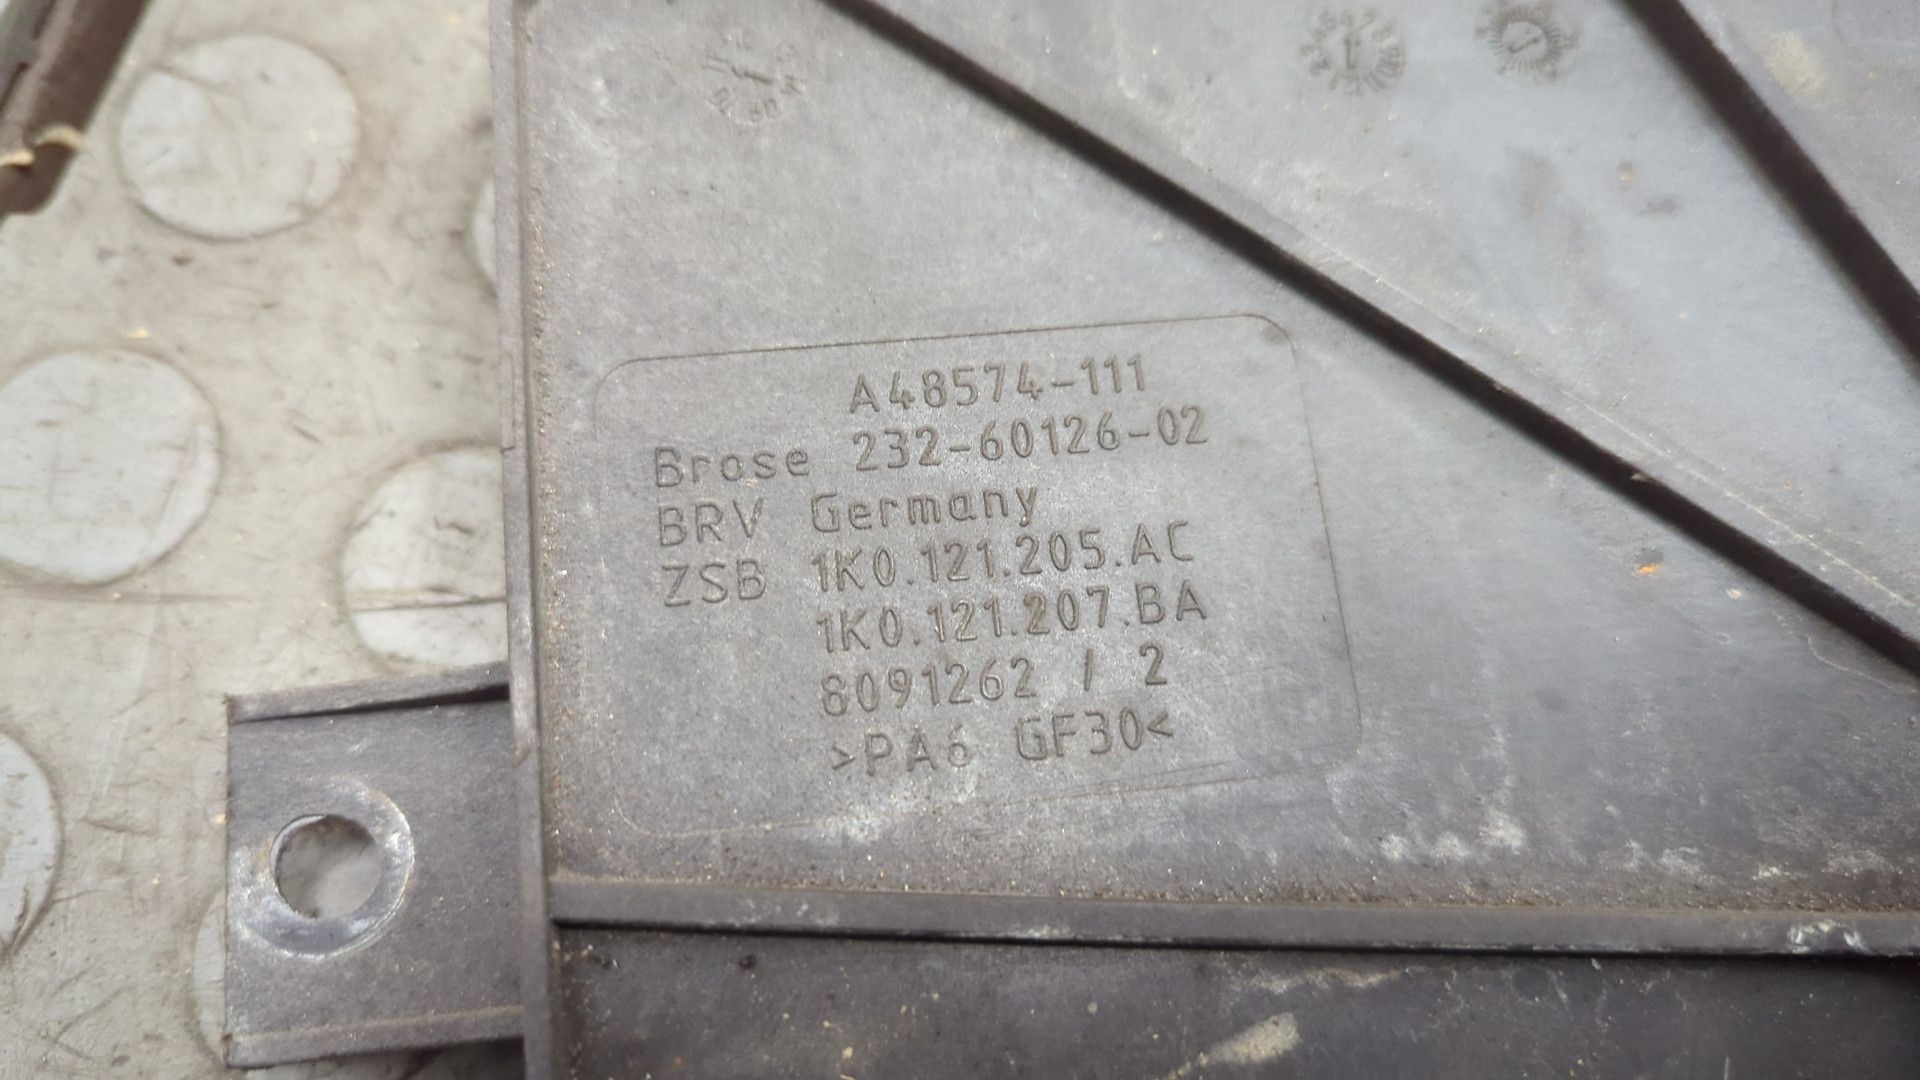 A48574-111
Brose 232-60126-02
BRV Germany
ZSB 1K0.121.205.AC
1K0.121.207.BA
8091262 / 2
>PA6 GF30<